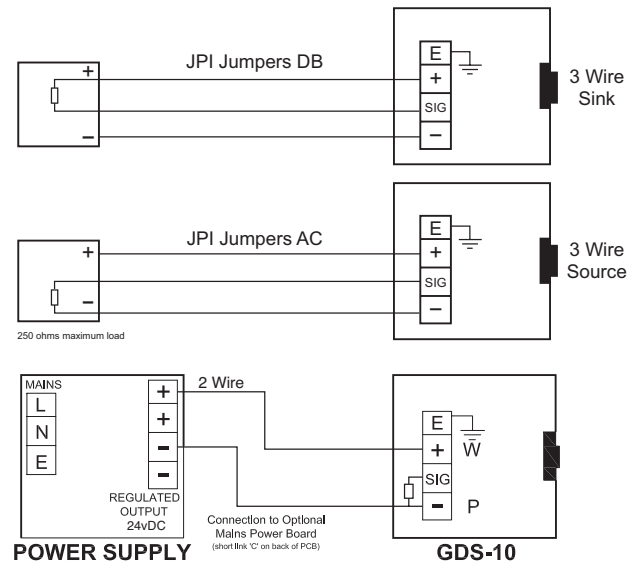 JPI Jumpers DB
+
–
E
+
SIG
–
3 Wire
Sink
JPI Jumpers AC
+
–
250 ohms maximum load
E
+
SIG
–
3 Wire
Source
MAINS
L
N
E
+
+
–
–
REGULATED
OUTPUT
24vDC
POWER SUPPLY
2 Wire
Connection to Optional
Mains Power Board
(short link 'C' on back of PCB)
E
+
W
SIG
–
P
GDS-10